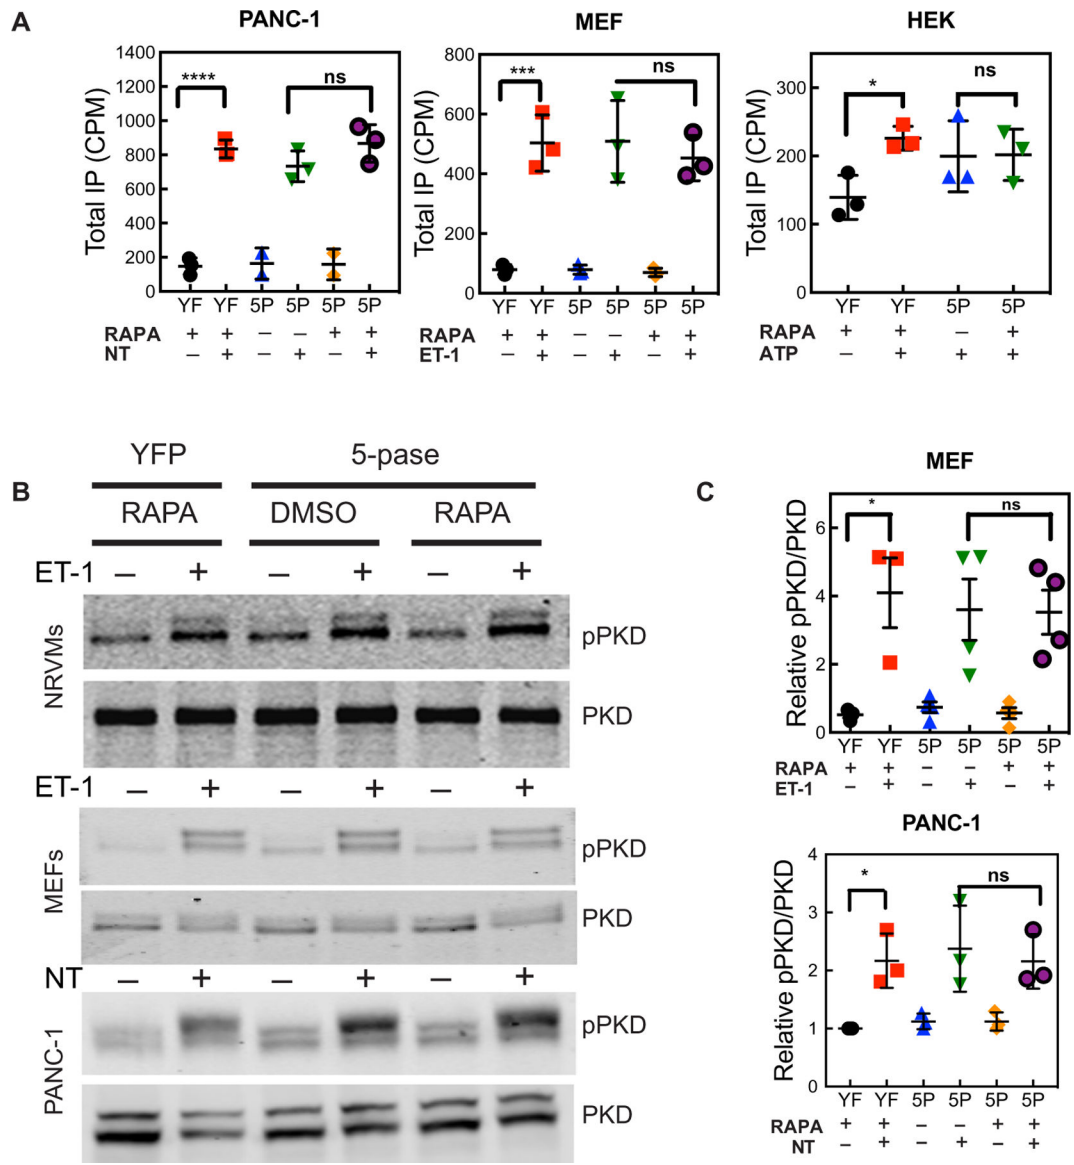 A
PANC-1
MEF
HEK
Total IP (CPM)
1400
1200
1000
800
600
400
200
0
****
ns
YF YF 5P 5P 5P 5P
RAPA + + – – + +
NT – + – + – +
Total IP (CPM)
800
600
400
200
0
***
ns
YF YF 5P 5P 5P 5P
RAPA + + – – + +
ET-1 – + – + – +
Total IP (CPM)
300
200
100
0
*
ns
YF YF 5P 5P
RAPA + + – +
ATP – + + +
B
YFP 5-pase
RAPA DMSO RAPA
ET-1 – + – + – +
NRVMs
pPKD
PKD
ET-1 – + – + – +
MEFs
pPKD
PKD
NT – + – + – +
PANC-1
pPKD
PKD
C
MEF
Relative pPKD/PKD
6
4
2
0
*
ns
YF YF 5P 5P 5P 5P
RAPA + + – – + +
ET-1 – + – + – +
PANC-1
Relative pPKD/PKD
4
3
2
1
0
*
ns
YF YF 5P 5P 5P 5P
RAPA + + – – + +
NT – + – + – +